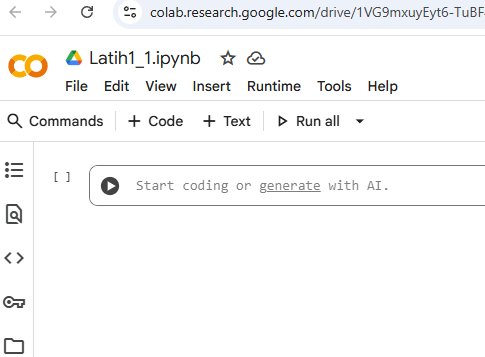 colab.research.google.com/drive/1VG9mxuyEyt6-TuBF
Latih1_1.ipynb
File Edit View Insert Runtime Tools Help
Commands + Code + Text Run all
[ ] Start coding or generate with AI.